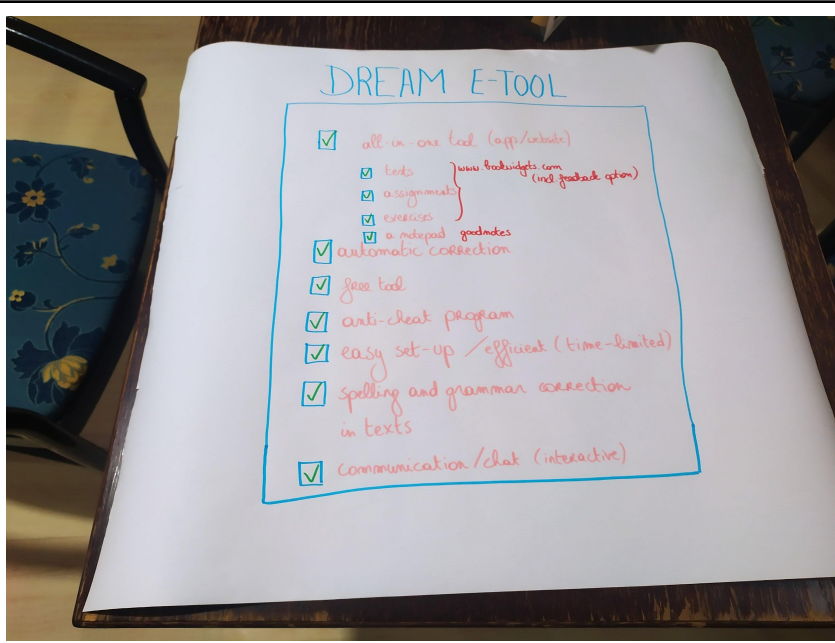 DREAM E-TOOL
all-in-one tool (app/website)
tests
www.bookwidgets.com
(incl. feedback option)
assignments
exercises
a notepad goodnotes
automatic correction
free tool
anti-cheat program
easy set-up / efficient (time-limited)
spelling and grammar correction
in texts
communication/chat (interactive)